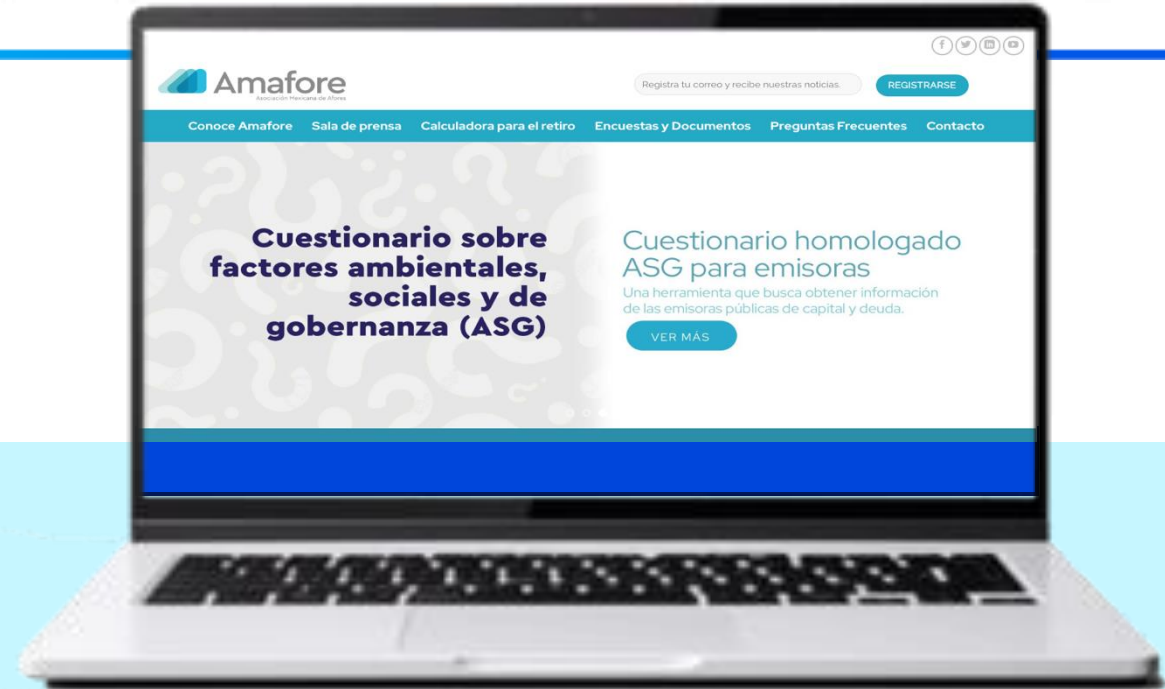 Amafore
Asociación Mexicana de Afores
Registra tu correo y recibe nuestras noticias
REGISTRARSE
Conoce Amafore Sala de prensa Calculadora para el retiro Encuestas y Documentos Preguntas Frecuentes Contacto
Cuestionario sobre
factores ambientales,
sociales y de
gobernanza (ASG)
Cuestionario homologado
ASG para emisoras
Una herramienta que busca obtener información
de las emisoras públicas de capital y deuda.
VER MÁS